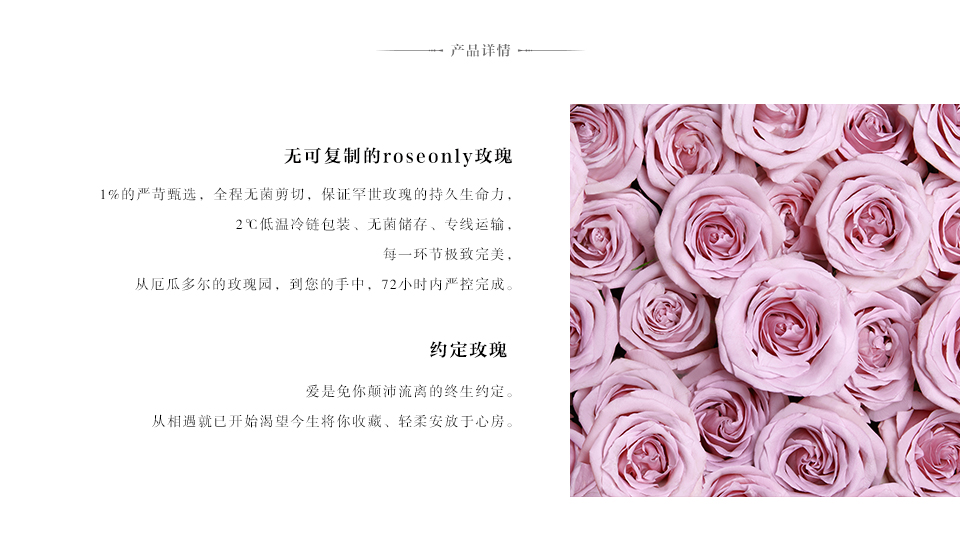 产品详情
无可复制的roseonly玫瑰
1%的严苛甄选，全程无菌剪切，保证罕世玫瑰的持久生命力，
2℃低温冷链包装、无菌储存、专线运输，
每一环节极致完美，
从厄瓜多尔的玫瑰园，到您的手中，72小时内严控完成。
约定玫瑰
爱是免你颠沛流离的终生约定。
从相遇就已开始渴望今生将你收藏、轻柔安放于心房。